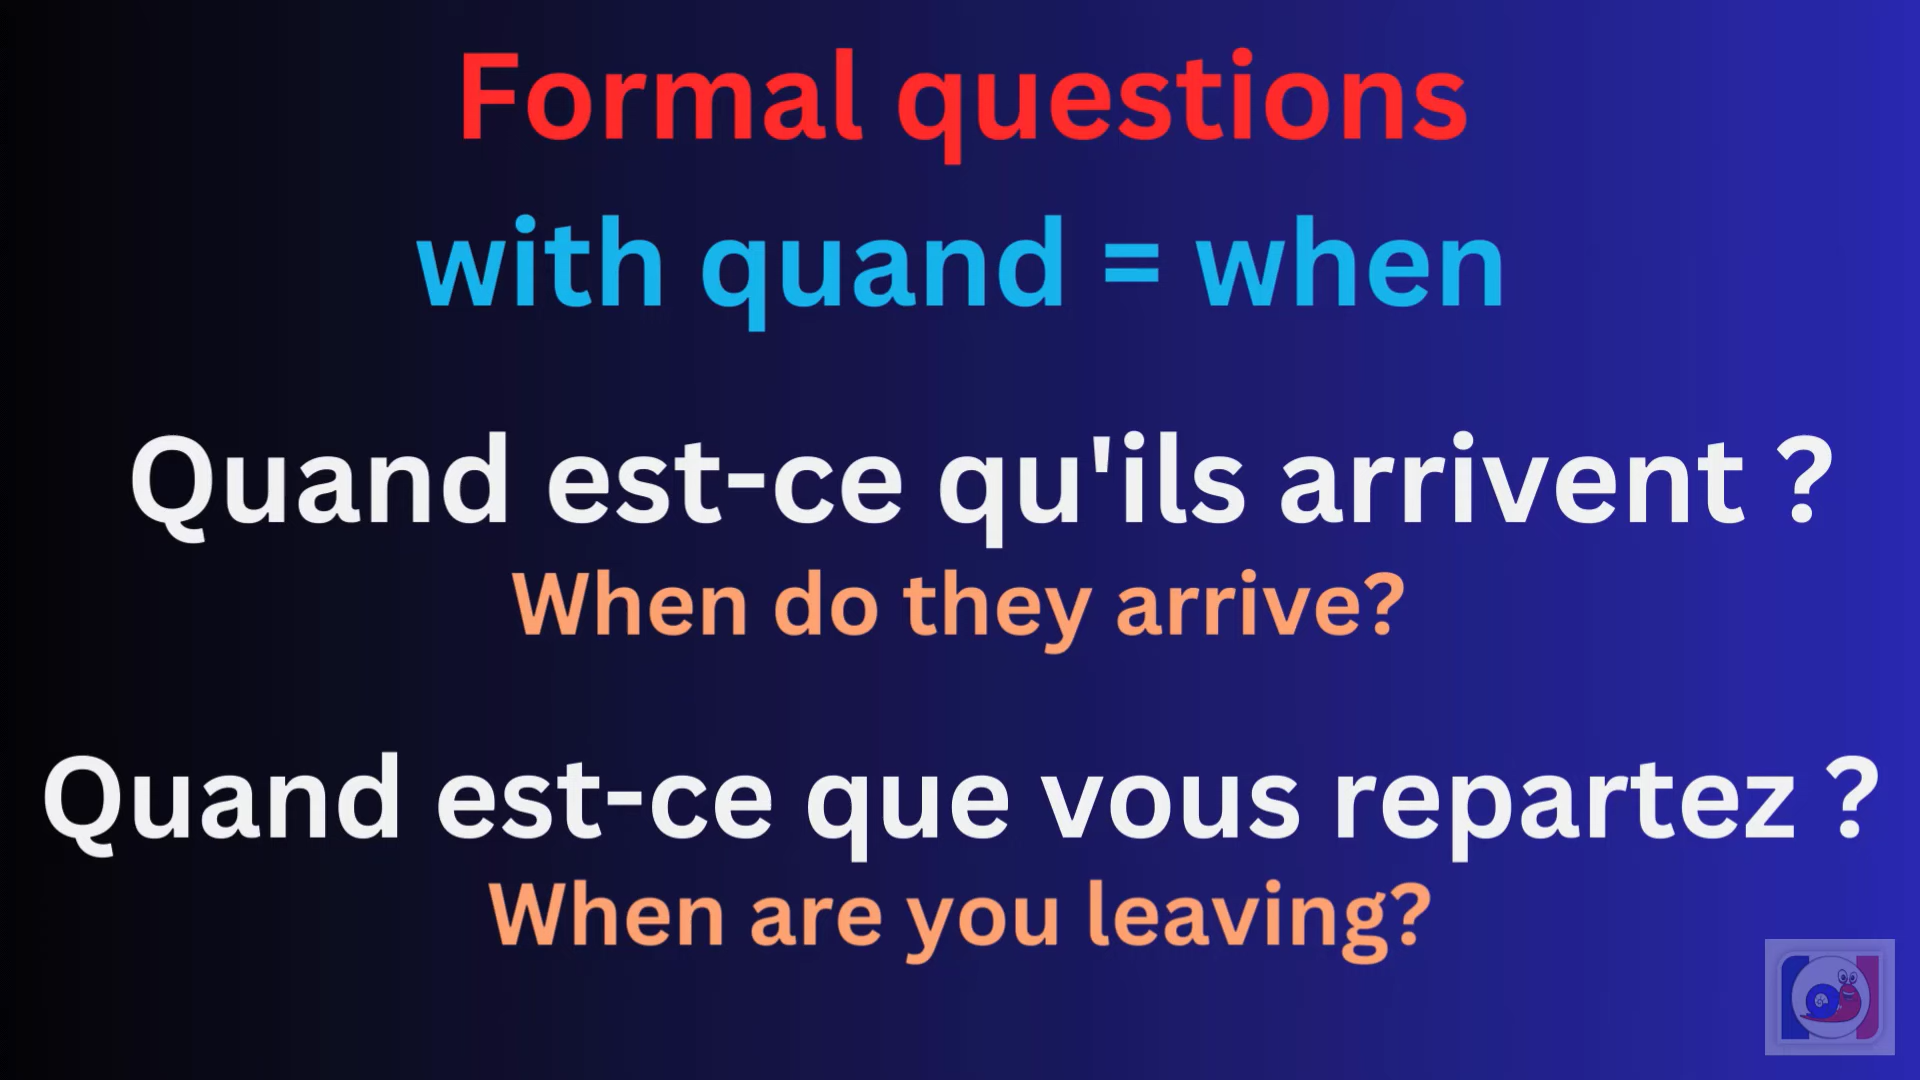 Formal questions
with quand = when
Quand est-ce qu'ils arrivent ?
When do they arrive?
Quand est-ce que vous repartez ?
When are you leaving?